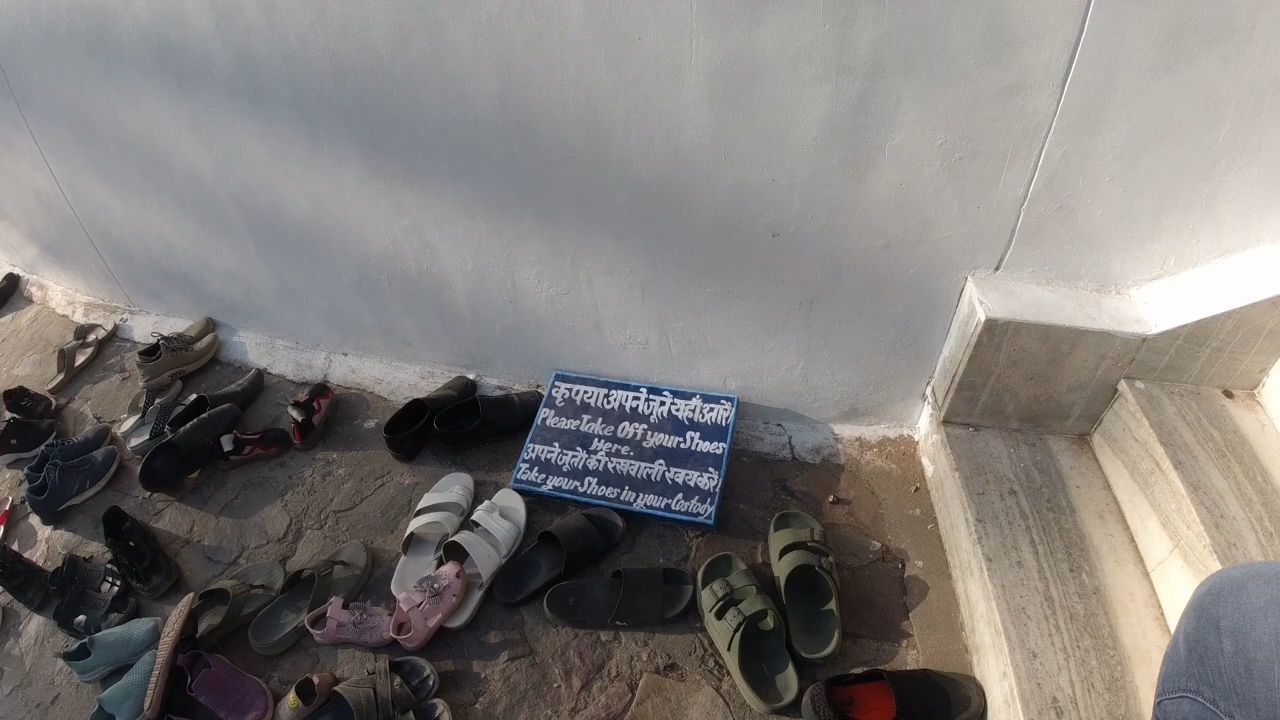 कृपया अपने जूते यहाँ उतारें
Please Take Off your Shoes
Here.
अपने जूतों की रखवाली स्वयं करें
Take your Shoes in your Custody